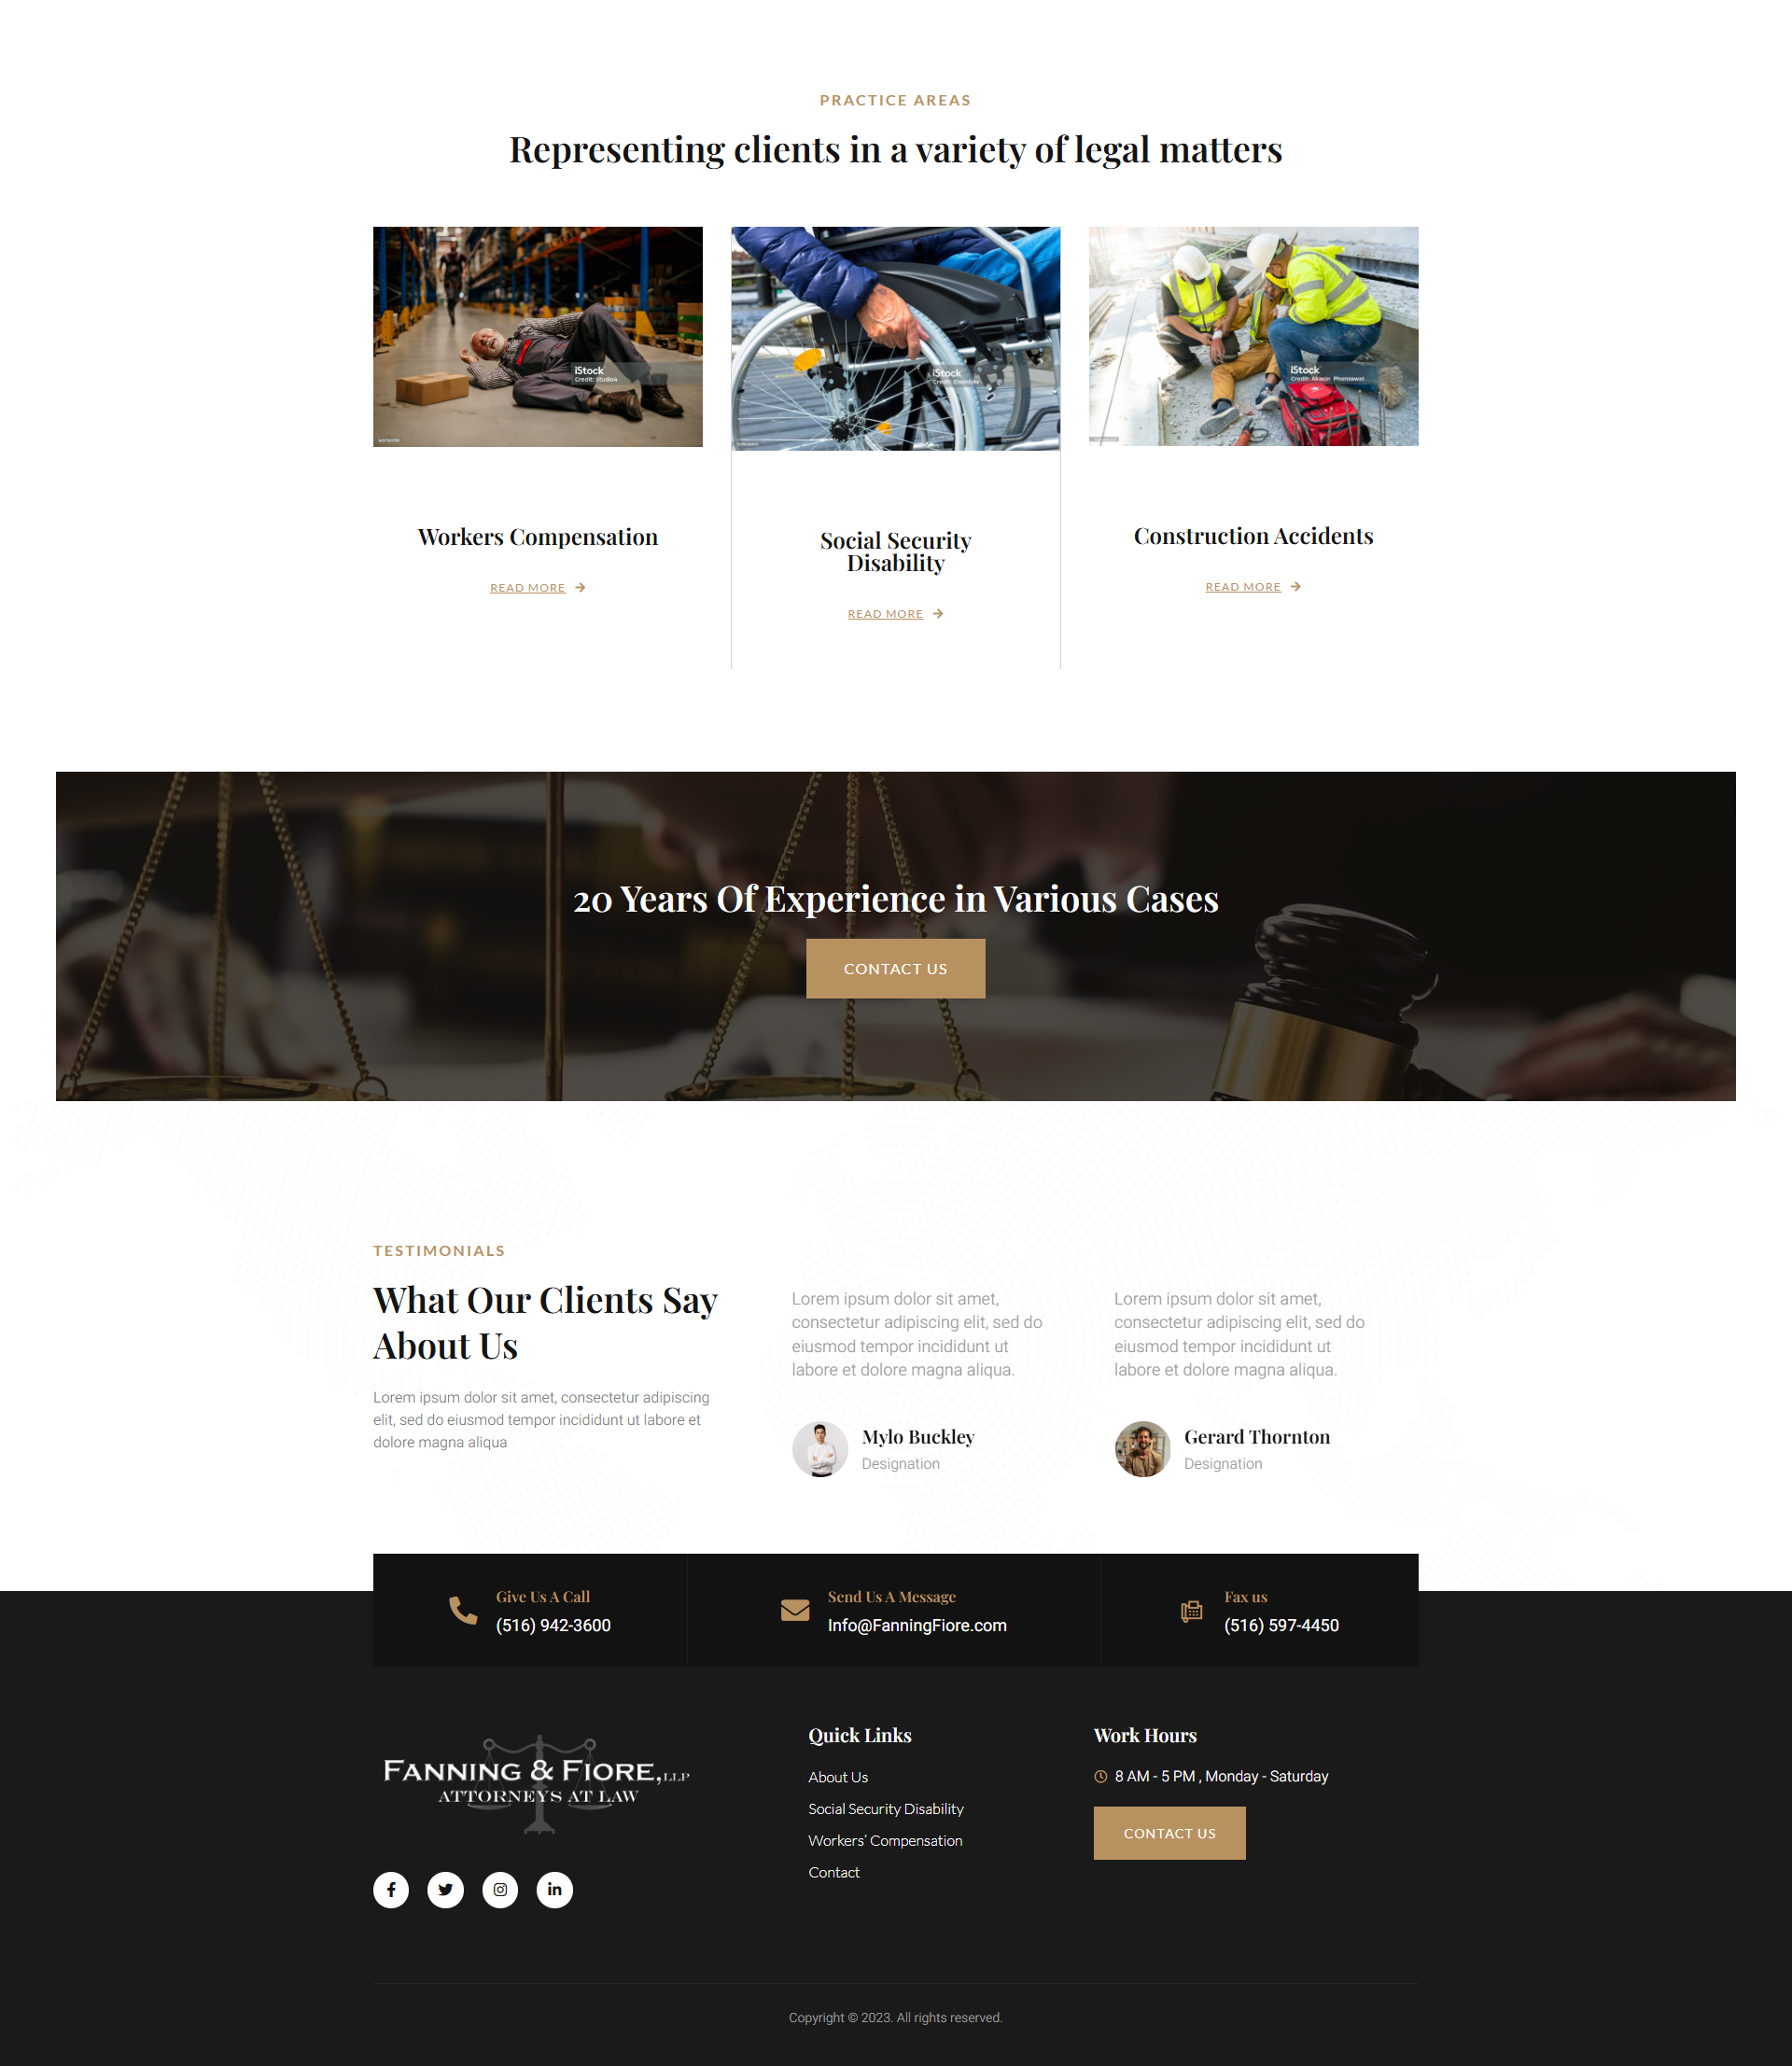 PRACTICE AREAS
Representing clients in a variety of legal matters
iStock
Credit: Studio4
iStock
iStock
Credit: Akacin Phonsawat
Workers Compensation
READ MORE
Social Security
Disability
READ MORE
Construction Accidents
READ MORE
20 Years Of Experience in Various Cases
CONTACT US
TESTIMONIALS
What Our Clients Say
About Us
Lorem ipsum dolor sit amet, consectetur adipiscing
elit, sed do eiusmod tempor incididunt ut labore et
dolore magna aliqua
Lorem ipsum dolor sit amet,
consectetur adipiscing elit, sed do
eiusmod tempor incididunt ut
labore et dolore magna aliqua.
Mylo Buckley
Designation
Lorem ipsum dolor sit amet,
consectetur adipiscing elit, sed do
eiusmod tempor incididunt ut
labore et dolore magna aliqua.
Gerard Thornton
Designation
Give Us A Call
(516) 942-3600
Send Us A Message
Info@FanningFiore.com
Fax us
(516) 597-4450
FANNING & FIORE, LLP
ATTORNEYS AT LAW
Quick Links
About Us
Social Security Disability
Workers’ Compensation
Contact
Work Hours
8 AM - 5 PM , Monday - Saturday
CONTACT US
Copyright © 2023. All rights reserved.